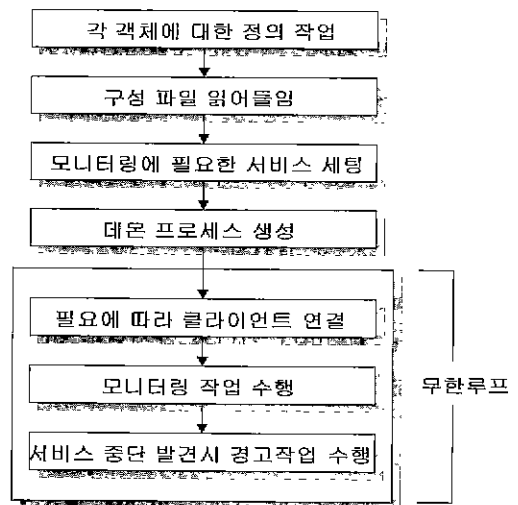 각 객체에 대한 정의 작업
구성 파일 읽어들임
모니터링에 필요한 서비스 세팅
데몬 프로세스 생성
필요에 따라 클라이언트 연결
모니터링 작업 수행
무한루프
서비스 중단 발견시 경고작업 수행